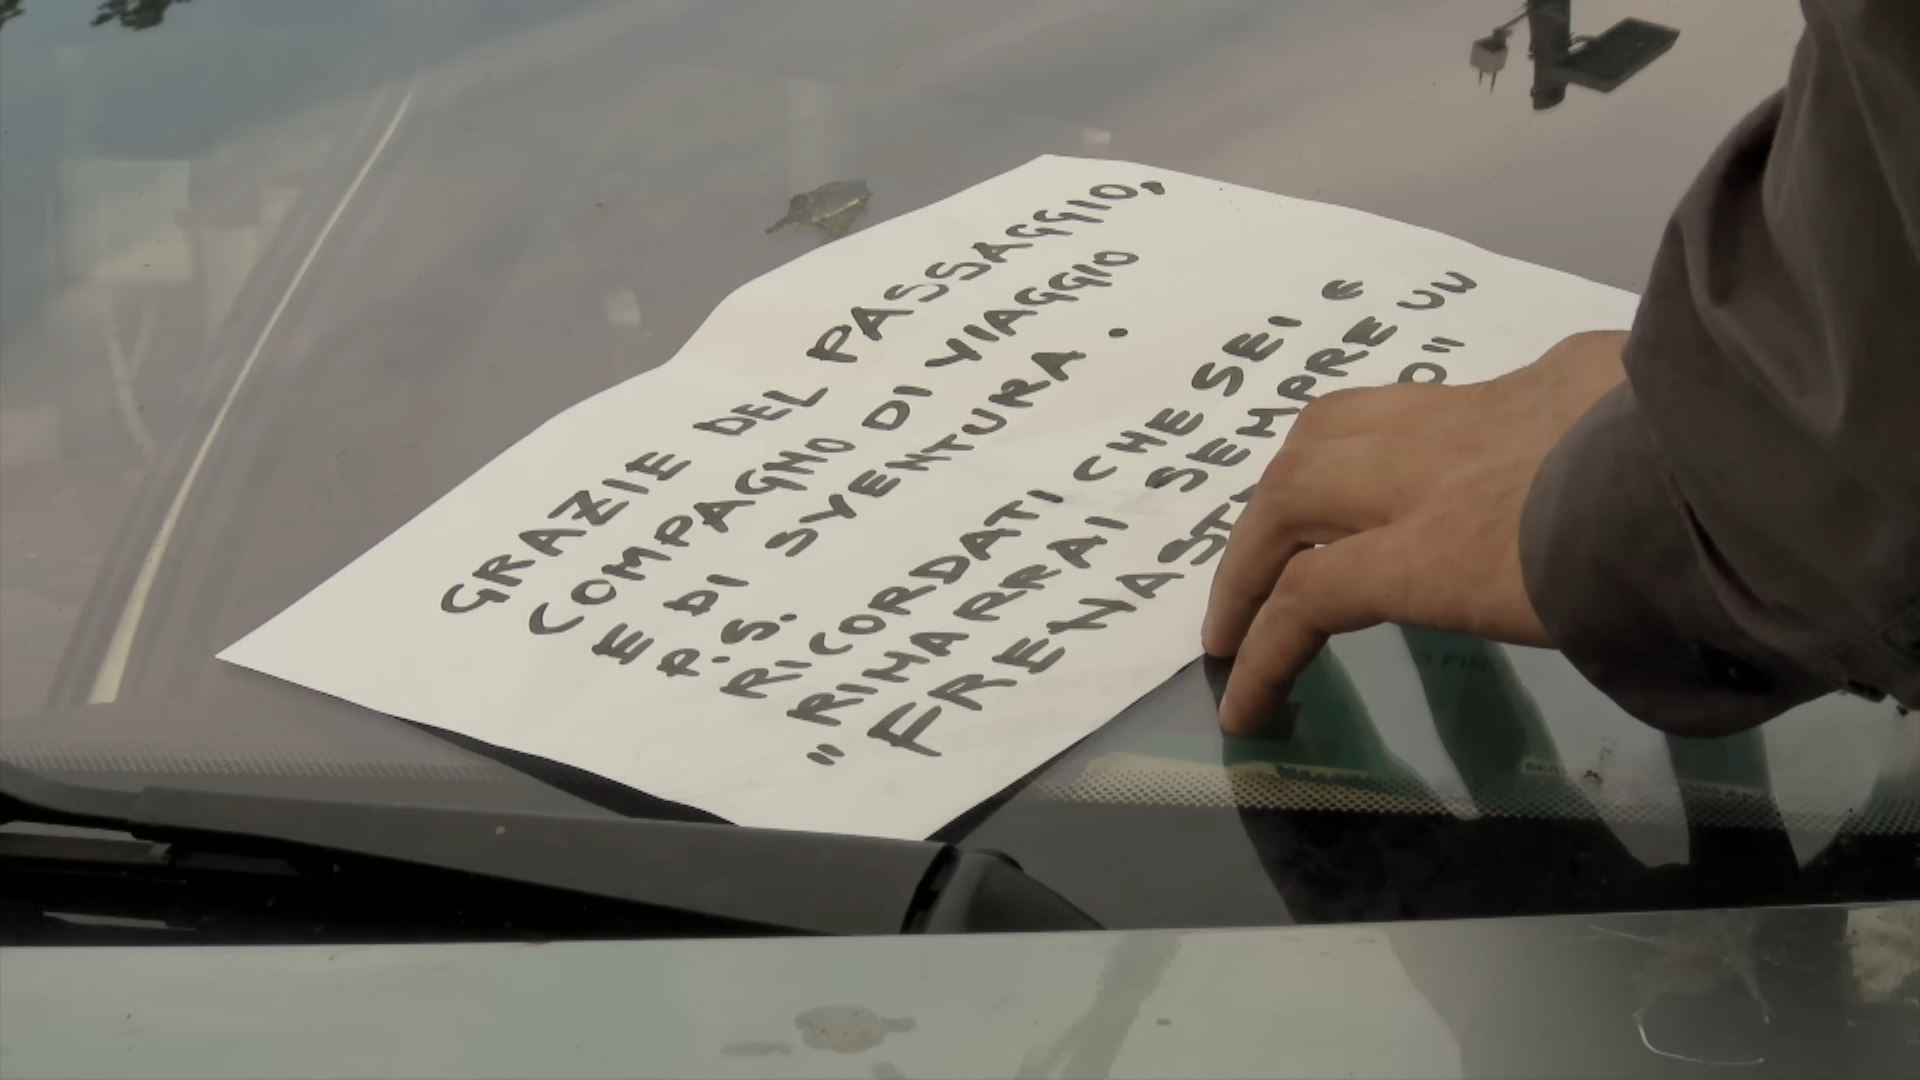 GRAZIE DEL PASSAGGIO,
COMPAGNO DI VIAGGIO
E DI SVENTURA.
P.S.
RICORDATI CHE SEI E
"RIMARRAI SEMPRE UN